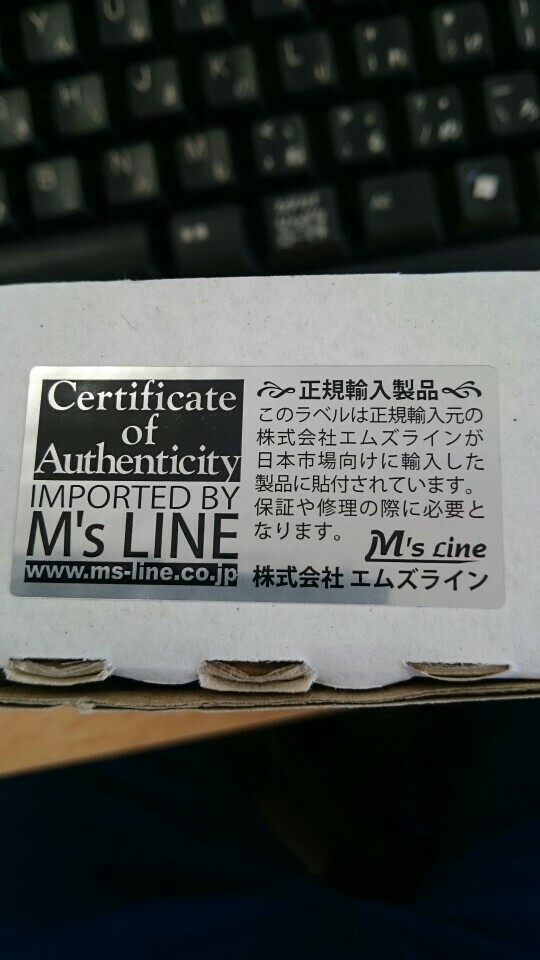 Y
H
J
K
L
B
N
M
Certificate
of
Authenticity
IMPORTED BY
M's LINE
www.ms-line.co.jp
正規輸入製品
このラベルは正規輸入元の
株式会社エムズラインが
日本市場向けに輸入した
製品に貼付されています。
保証や修理の際に必要と
なります。
M's Line
株式会社 エムズライン